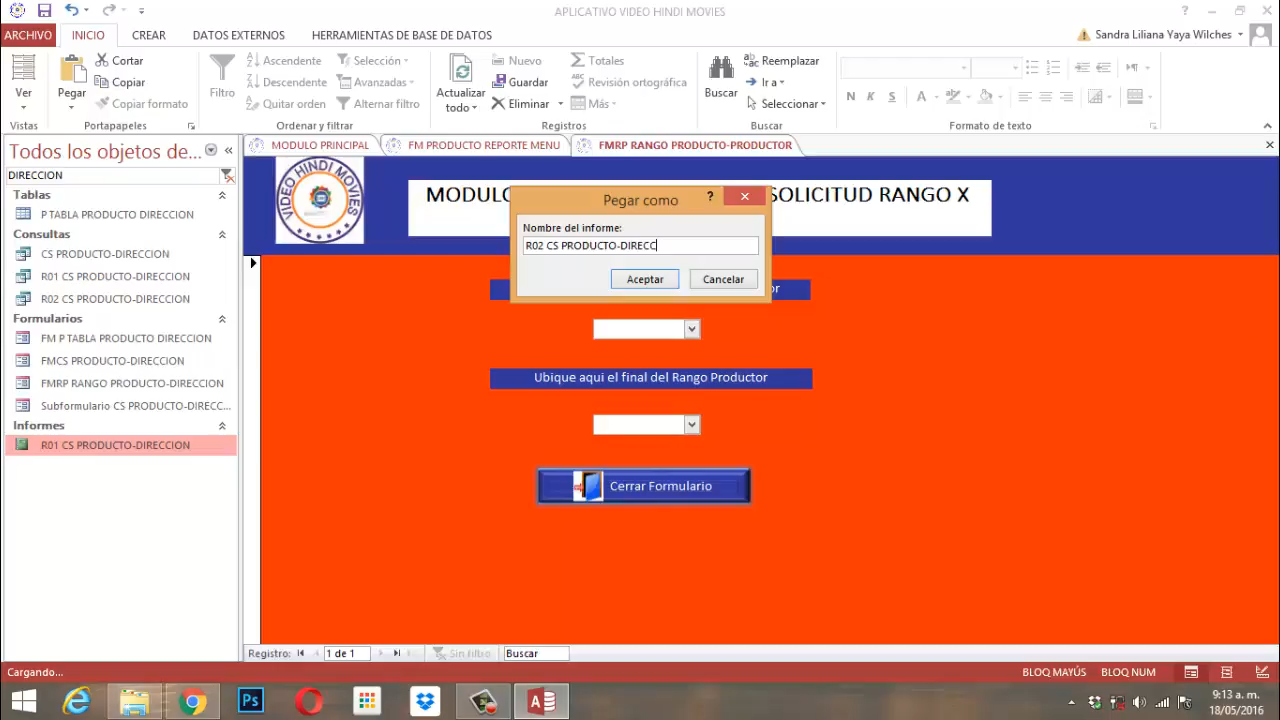 APLICATIVO VIDEO HINDI MOVIES
?
ARCHIVO
INICIO
CREAR
DATOS EXTERNOS
HERRAMIENTAS DE BASE DE DATOS
Sandra Liliana Yaya Wilches
Ver
Vistas
Pegar
Cortar
Copiar
Copiar formato
Portapapeles
Filtro
Ascendente
Descendente
Quitar orden
Selección
Avanzadas
Alternar filtro
Ordenar y filtrar
Actualizar
todo
Nuevo
Guardar
Eliminar
Totales
Revisión ortográfica
Más
Registros
Buscar
Reemplazar
Ir a
Seleccionar
Buscar
N K S
A
Formato de texto
Todos los objetos de...
DIRECCION
Tablas
P TABLA PRODUCTO DIRECCION
Consultas
CS PRODUCTO-DIRECCION
R01 CS PRODUCTO-DIRECCION
R02 CS PRODUCTO-DIRECCION
Formularios
FM P TABLA PRODUCTO DIRECCION
FMCS PRODUCTO-DIRECCION
FMRP RANGO PRODUCTO-DIRECCION
Subformulario CS PRODUCTO-DIRECC...
Informes
R01 CS PRODUCTO-DIRECCION
MODULO PRINCIPAL
FM PRODUCTO REPORTE MENU
FMRP RANGO PRODUCTO-PRODUCTOR
VIDEO HINDI MOVIES
MODULO
SOLICITUD RANGO X
Pegar como
?
Nombre del informe:
R02 CS PRODUCTO-DIRECC
Aceptar
Cancelar
or
Ubique aqui el final del Rango Productor
Cerrar Formulario
Registro:
1 de 1
Sin filtro
Buscar
Cargando...
BLOQ MAYÚS
BLOQ NUM
Ps
9:13 a. m.
18/05/2016